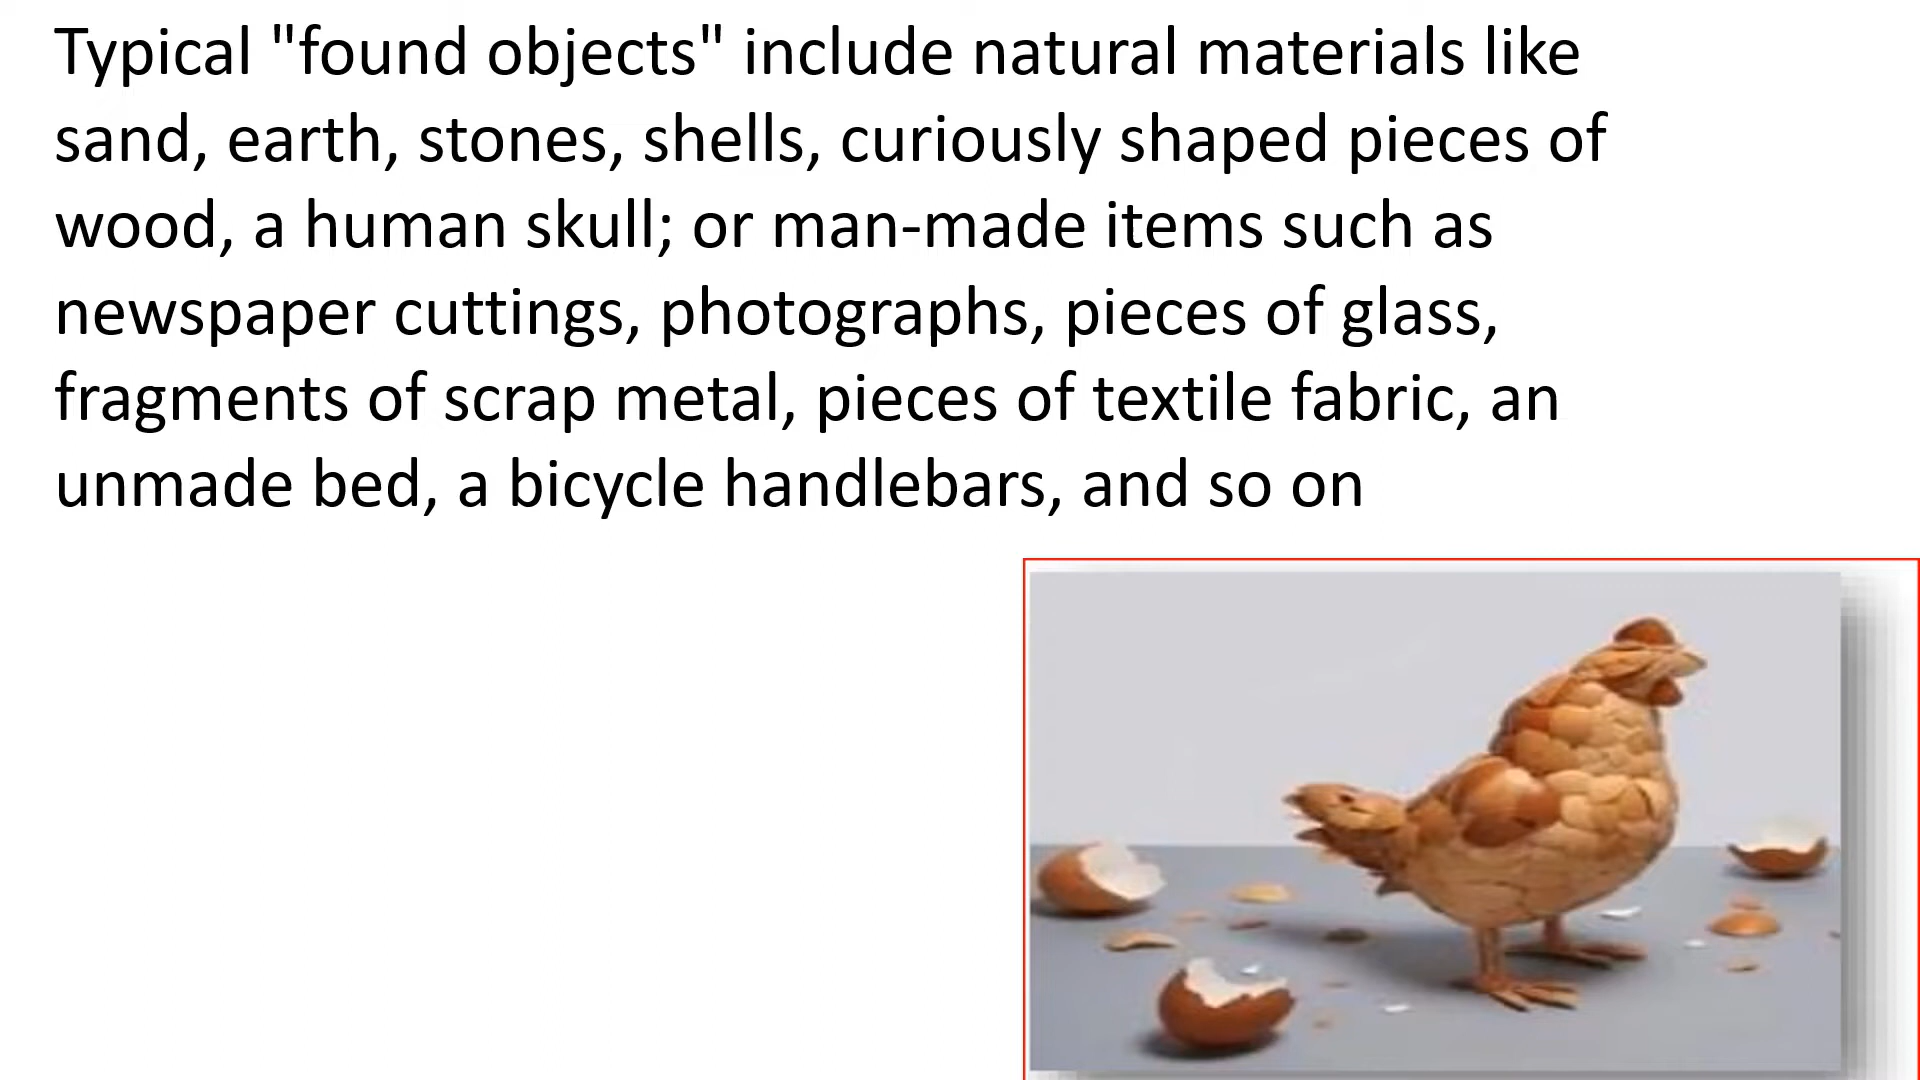 Typical "found objects" include natural materials like
sand, earth, stones, shells, curiously shaped pieces of
wood, a human skull; or man-made items such as
newspaper cuttings, photographs, pieces of glass,
fragments of scrap metal, pieces of textile fabric, an
unmade bed, a bicycle handlebars, and so on